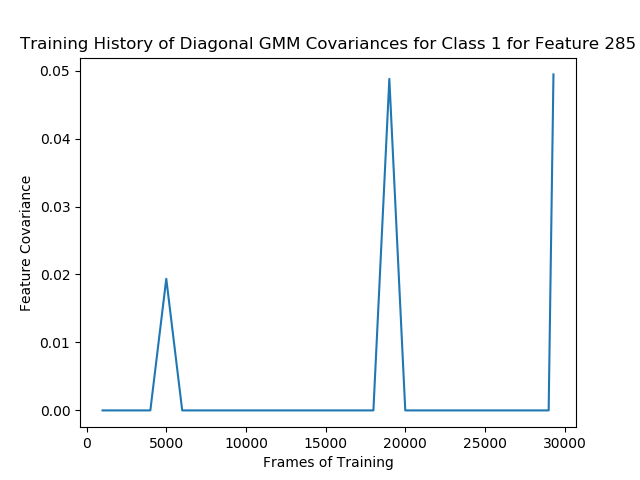 Training History of Diagonal GMM Covariances for Class 1 for Feature 285
0.05
0.04
0.03
0.02
0.01
0.00
Feature Covariance
0 5000 10000 15000 20000 25000 30000
Frames of Training